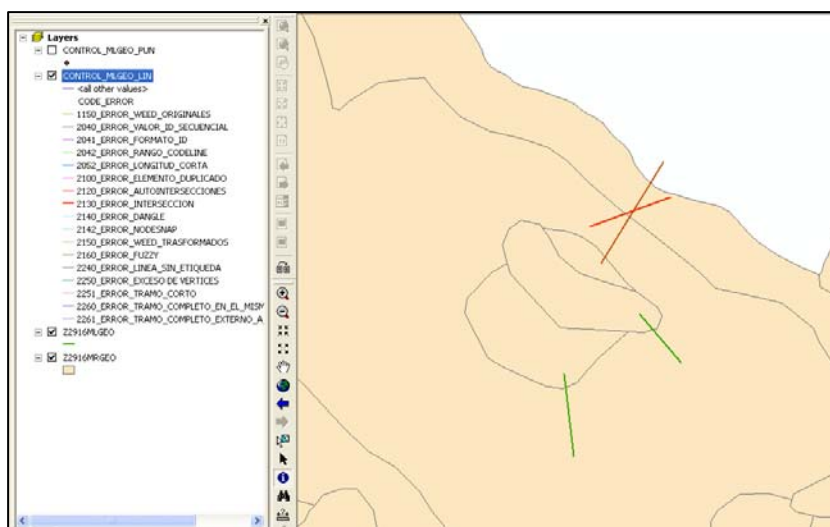 Layers
CONTROL_MLGEO_PUN
CONTROL_MLGEO_LIN
<all other values>
CODE_ERROR
1150_ERROR_WEED_ORIGINALES
2040_ERROR_VALOR_ID_SECUENCIAL
2041_ERROR_FORMATO_ID
2042_ERROR_RANGO_CODELINE
2052_ERROR_LONGITUD_CORTA
2100_ERROR_ELEMENTO_DUPLICADO
2120_ERROR_AUTOINTERSECCIONES
2130_ERROR_INTERSECCION
2140_ERROR_DANGLE
2142_ERROR_NODESNAP
2150_ERROR_WEED_TRASFORMADOS
2160_ERROR_FUZZY
2240_ERROR_LINEA_SIN_ETIQUEDA
2250_ERROR_EXCESO DE VERTICES
2251_ERROR_TRAMO_CORTO
2260_ERROR_TRAMO_COMPLETO_EN_EL_MISM
2261_ERROR_TRAMO_COMPLETO_EXTERNO_A
Z2916MLGEO
Z2916MRGEO